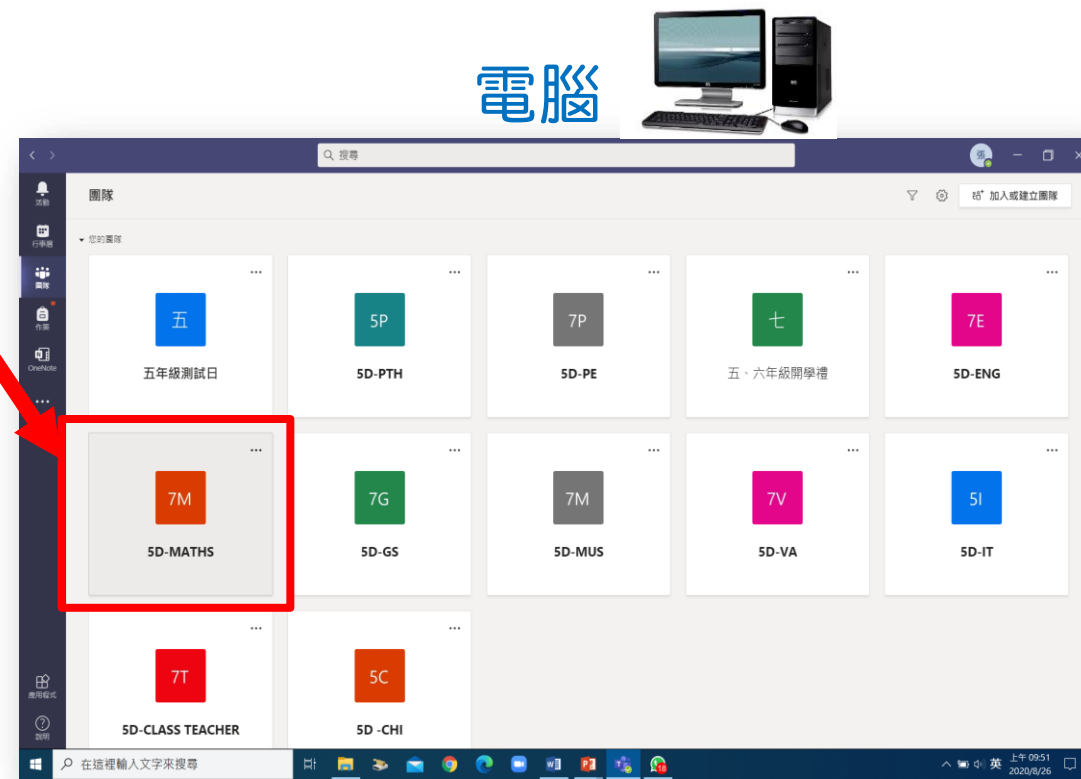 電腦
搜尋
張
活動
團隊
加入或建立團隊
行事曆
您的團隊
團隊
五
5P
7P
七
7E
作業
OneNote
五年級測試日
5D-PTH
5D-PE
五、六年級開學禮
5D-ENG
7M
7G
7M
7V
5I
5D-MATHS
5D-GS
5D-MUS
5D-VA
5D-IT
7T
5C
應用程式
說明
5D-CLASS TEACHER
5D -CHI
在這裡輸入文字來搜尋
英
上午 09:51
2020/8/26
18